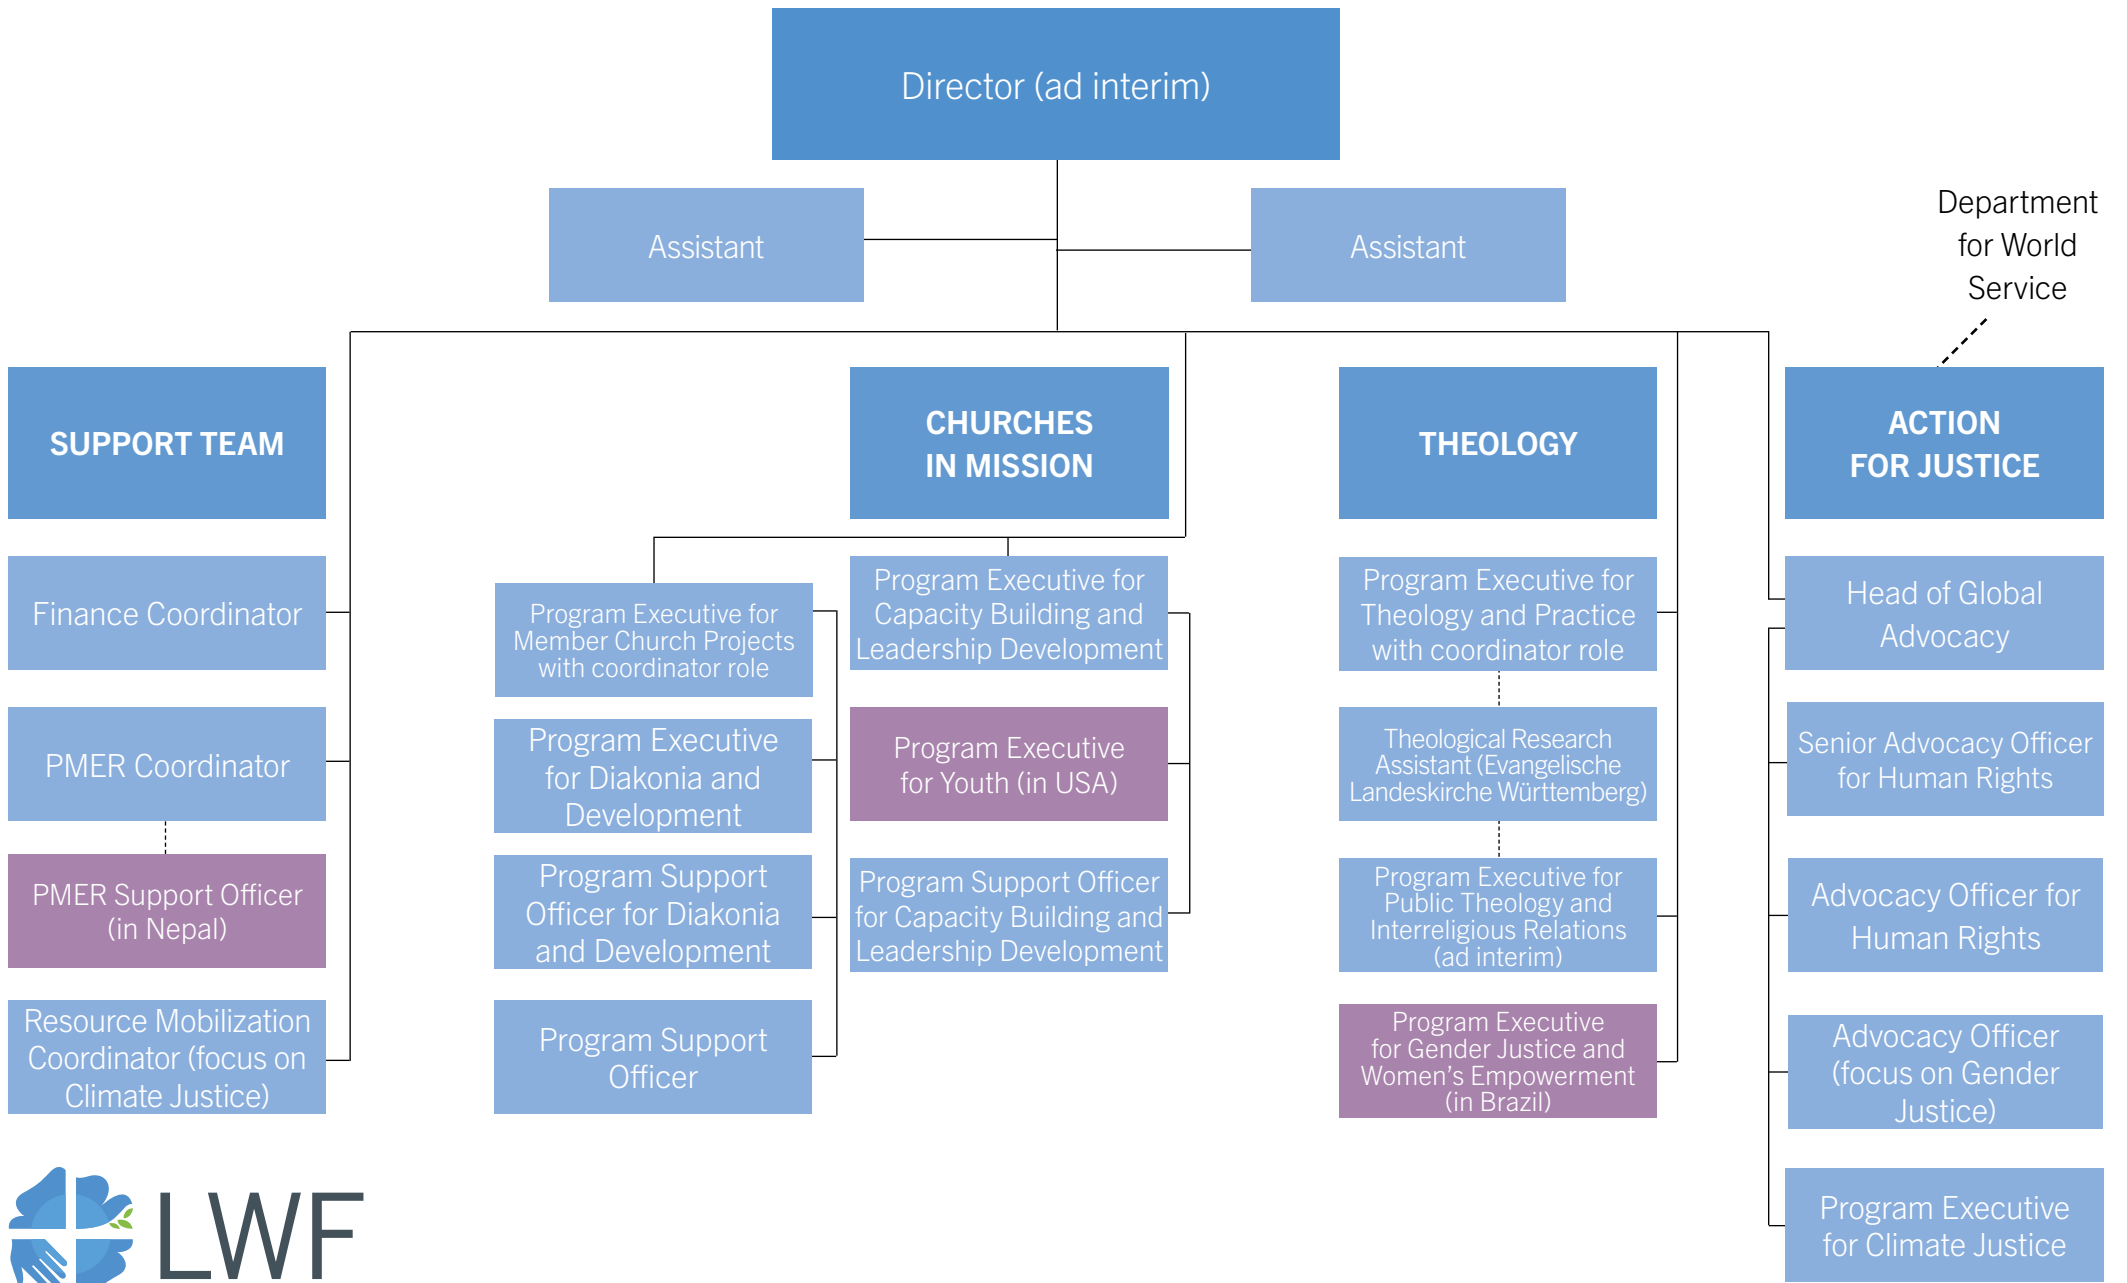 Director (ad interim)
Assistant
Assistant
Department
for World
Service
SUPPORT TEAM
Finance Coordinator
PMER Coordinator
PMER Support Officer
(in Nepal)
Resource Mobilization
Coordinator (focus on
Climate Justice)
CHURCHES
IN MISSION
Program Executive for
Member Church Projects
with coordinator role
Program Executive
for Diakonia and
Development
Program Support
Officer for Diakonia
and Development
Program Support
Officer
Program Executive for
Capacity Building and
Leadership Development
Program Executive
for Youth (in USA)
Program Support Officer
for Capacity Building and
Leadership Development
THEOLOGY
Program Executive for
Theology and Practice
with coordinator role
Theological Research
Assistant (Evangelische
Landeskirche Württemberg)
Program Executive for
Public Theology and
Interreligious Relations
(ad interim)
Program Executive
for Gender Justice and
Women’s Empowerment
(in Brazil)
ACTION
FOR JUSTICE
Head of Global
Advocacy
Senior Advocacy Officer
for Human Rights
Advocacy Officer for
Human Rights
Advocacy Officer
(focus on Gender
Justice)
Program Executive
for Climate Justice
LWF